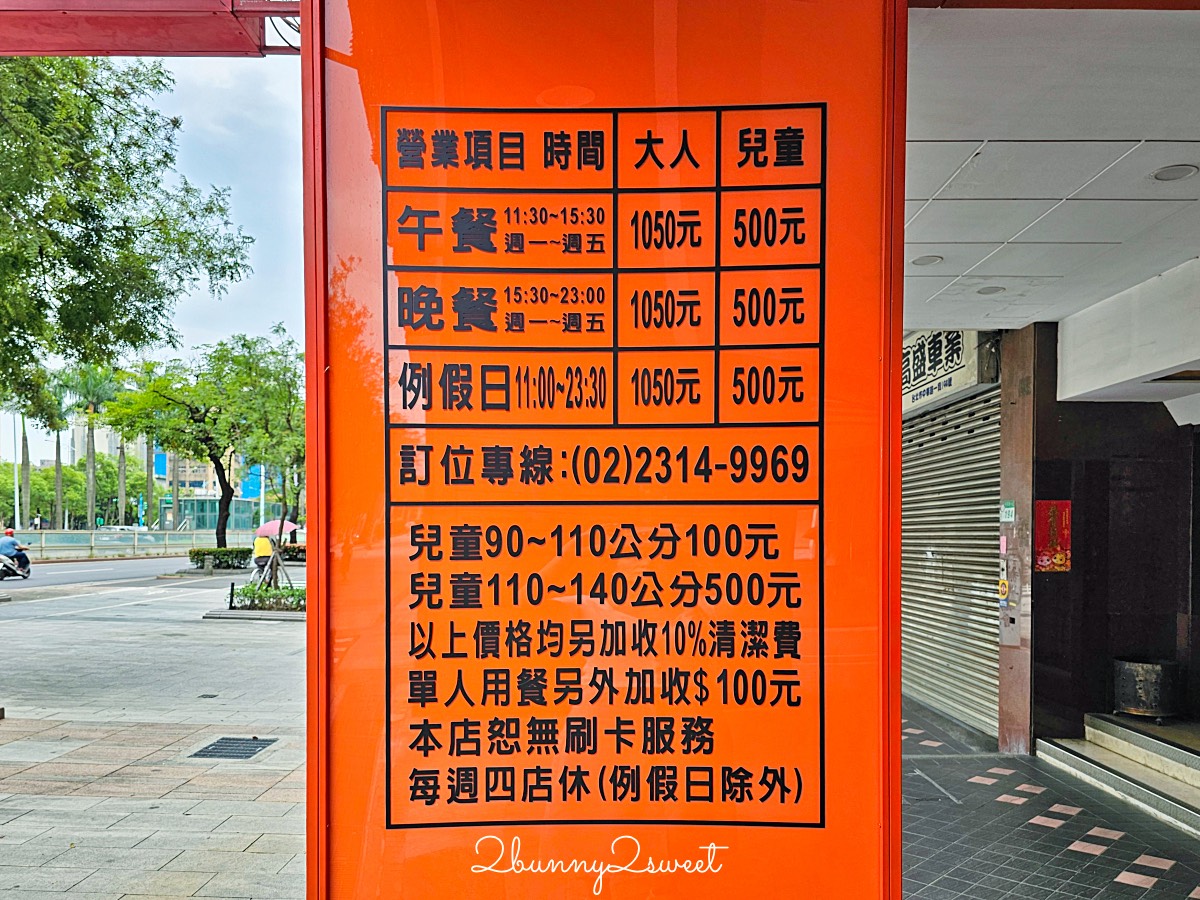 營業項目 時間 大人 兒童
午餐 11:30~15:30 週一~週五 1050元 500元
晚餐 15:30~23:00 週一~週五 1050元 500元
例假日11:00~23:30 1050元 500元
訂位專線:(02)2314-9969
兒童90~110公分100元
兒童110~140公分500元
以上價格均另加收10%清潔費
單人用餐另外加收$100元
本店恕無刷卡服務
每週四店休(例假日除外)
2bunny2sweet
高盛車業